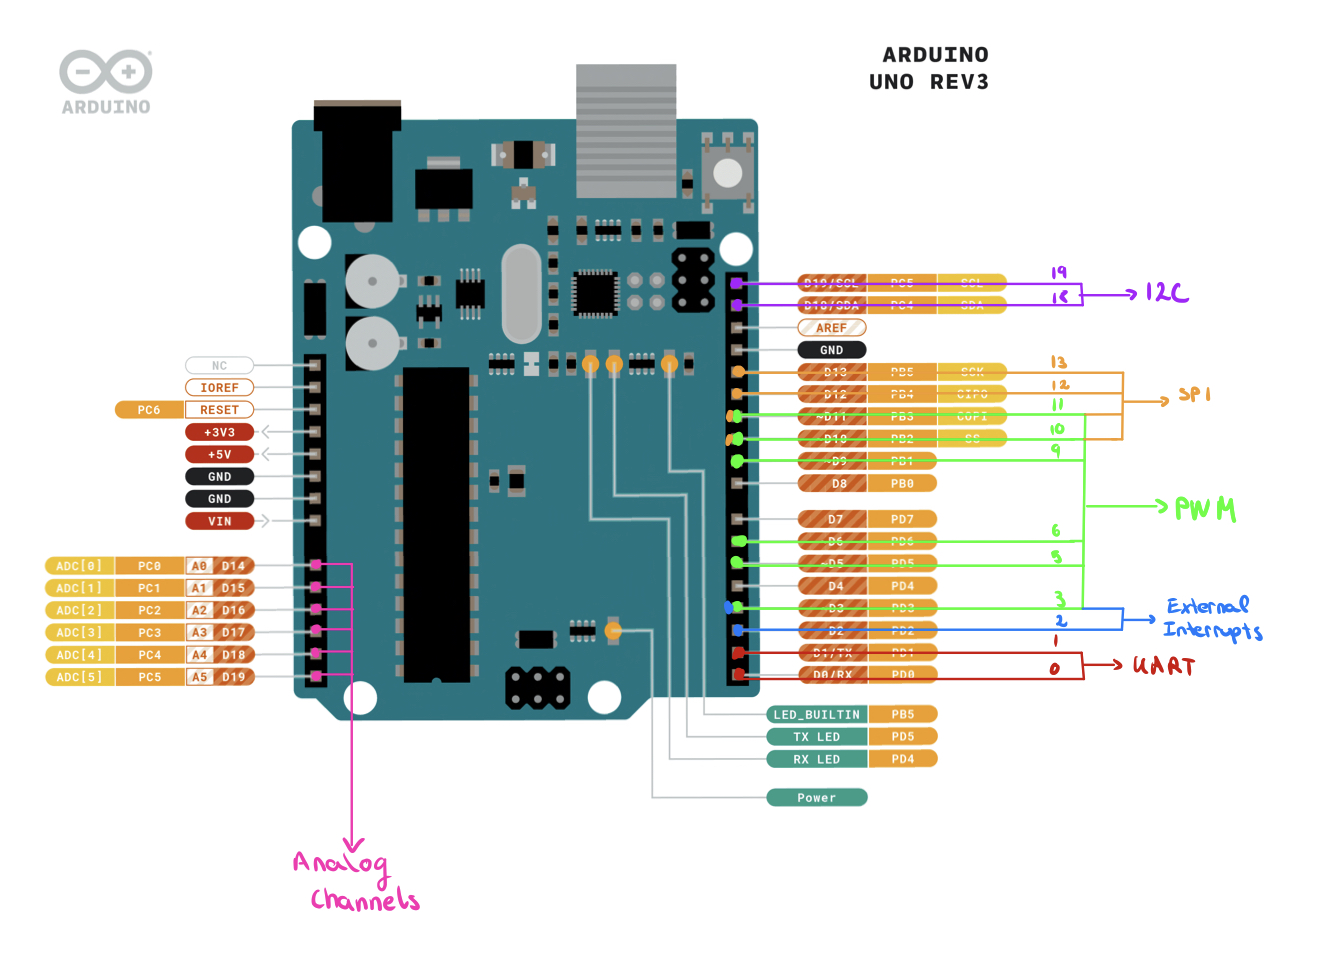 ARDUINO
ARDUINO
UNO REV3
D19/SCL PC5 SCL 19
D18/SDA PC4 SDA 18
I2C
AREF
GND
D13 PB5 SCK 13
D12 PB4 CIPO 12
~D11 PB3 COPI 11
~D10 PB2 SS 10
SPI
~D9 PB1 9
D8 PB0
D7 PD7
~D6 PD6 6
~D5 PD5 5
PWM
D4 PD4
~D3 PD3 3
D2 PD2 2
External
Interrupts
D1/TX PD1 1
D0/RX PD0 0
UART
NC
IOREF
PC6 RESET
+3V3
+5V
GND
GND
VIN
ADC[0] PC0 A0 D14
ADC[1] PC1 A1 D15
ADC[2] PC2 A2 D16
ADC[3] PC3 A3 D17
ADC[4] PC4 A4 D18
ADC[5] PC5 A5 D19
LED_BUILTIN PB5
TX LED PD5
RX LED PD4
Power
Analog
Channels